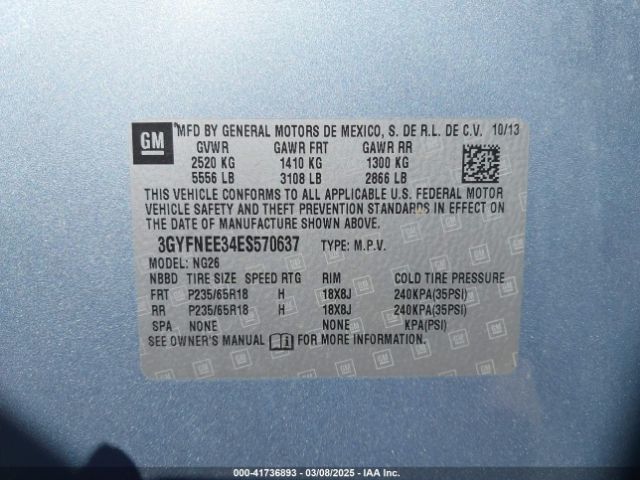 GM
MFD BY GENERAL MOTORS DE MEXICO, S. DE R.L. DE C.V. 10/13
GVWR GAWR FRT GAWR RR
2520 KG 1410 KG 1300 KG
5556 LB 3108 LB 2866 LB
THIS VEHICLE CONFORMS TO ALL APPLICABLE U.S. FEDERAL MOTOR
VEHICLE SAFETY AND THEFT PREVENTION STANDARDS IN EFFECT ON
THE DATE OF MANUFACTURE SHOWN ABOVE.
3GYFNEE34ES570637 TYPE: M.P.V.
MODEL: NG26
NBBD TIRE SIZE SPEED RTG RIM COLD TIRE PRESSURE
FRT P235/65R18 H 18X8J 240KPA(35PSI)
RR P235/65R18 H 18X8J 240KPA(35PSI)
SPA NONE NONE KPA(PSI)
SEE OWNER'S MANUAL FOR MORE INFORMATION.
000-41736893 - 03/08/2025 - IAA Inc.